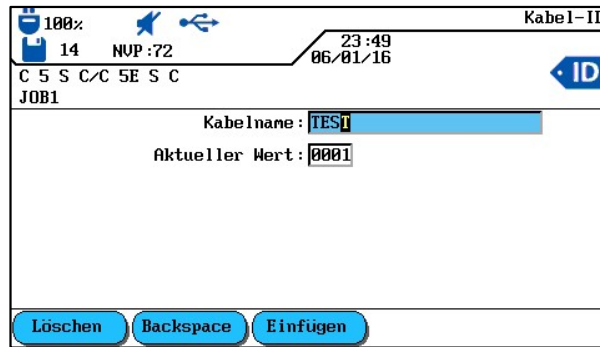 100% Kabel-ID
14 NVP:72 23:49
06/01/16
C 5 S C/C 5E S C
JOB1
ID
Kabelname: TEST
Aktueller Wert: 0001
Löschen Backspace Einfügen